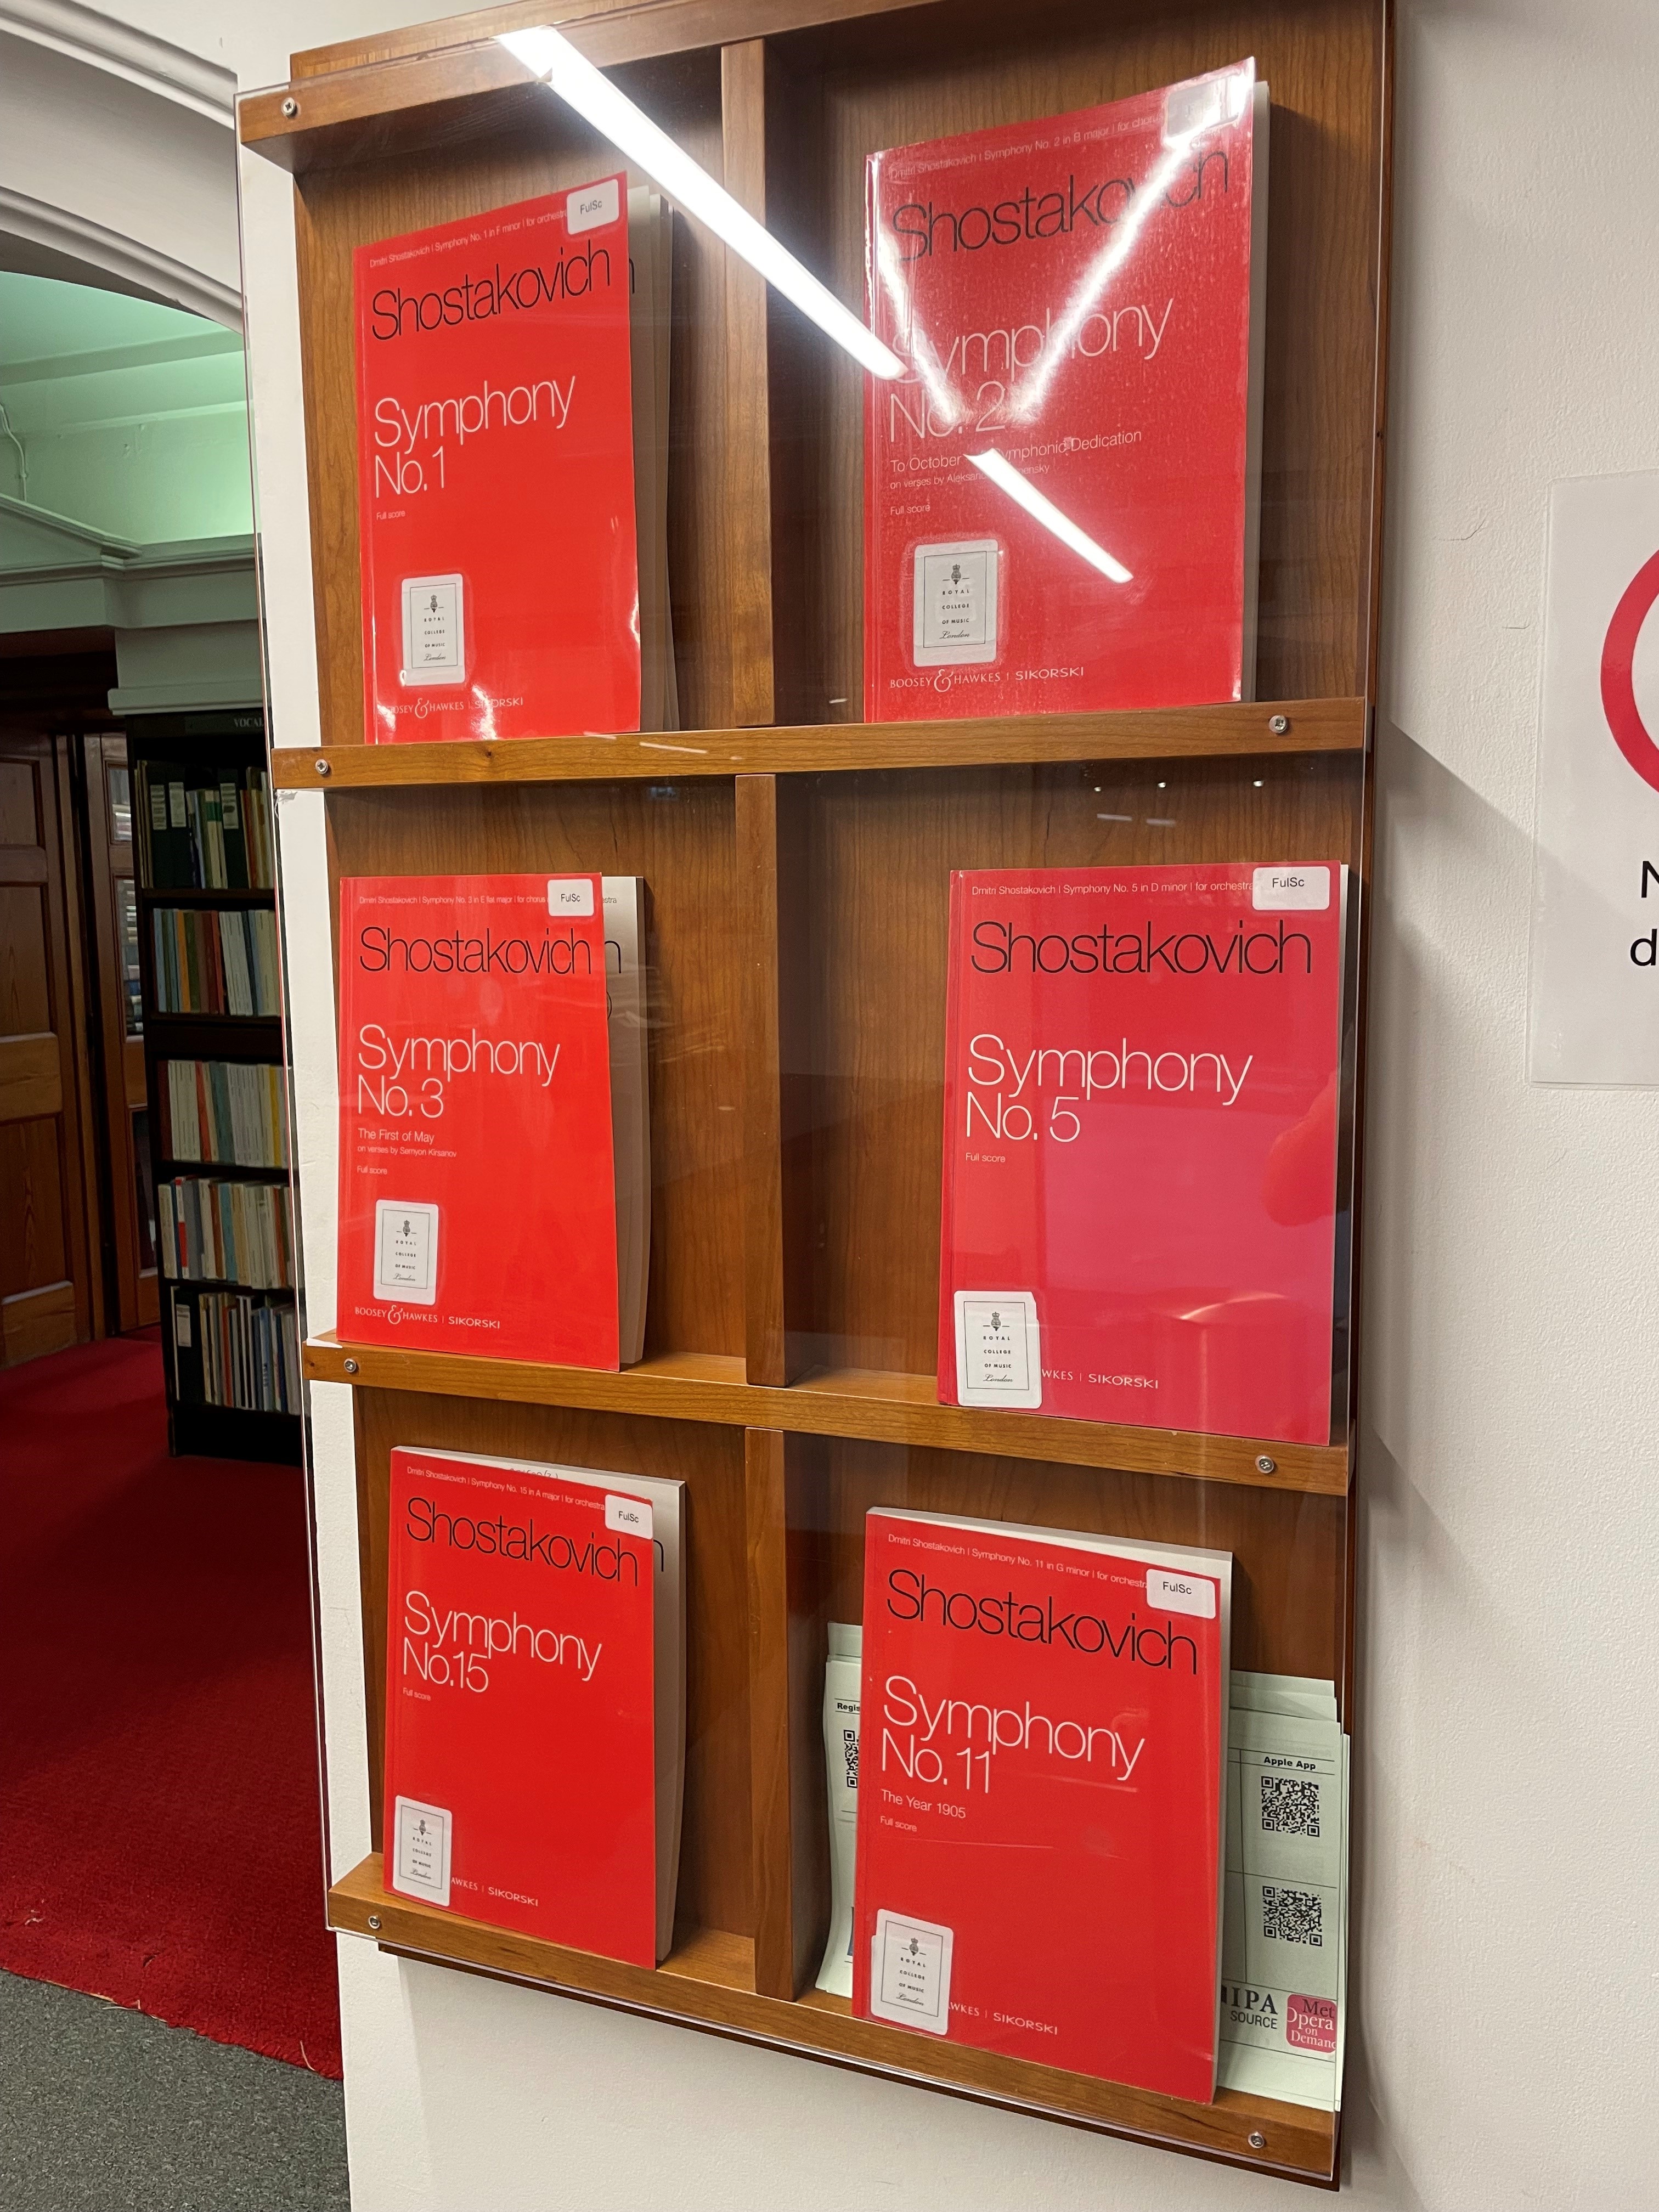 Dmitri Shostakovich | Symphony No. 1 in F minor | for orchestra
FulSc
Shostakovich
Symphony
No. 1
Full score
ROYAL
COLLEGE
OF MUSIC
London
BOOSEY & HAWKES | SIKORSKI
Dmitri Shostakovich | Symphony No. 2 in B major | for chorus
Shostakovich
Symphony
No. 2
To October Symphonic Dedication
on verses by
Full score
ROYAL
COLLEGE
OF MUSIC
London
BOOSEY & HAWKES | SIKORSKI
VOCAL
Dmitri Shostakovich | Symphony No. 3 in E flat major | for chorus
FulSc
Shostakovich
Symphony
No. 3
The First of May
on verses by Semyon Kirsanov
Full score
ROYAL
COLLEGE
OF MUSIC
London
BOOSEY & HAWKES | SIKORSKI
Dmitri Shostakovich | Symphony No. 5 in D minor | for orchestra
FulSc
Shostakovich
Symphony
No. 5
Full score
ROYAL
COLLEGE
OF MUSIC
London
WKES | SIKORSKI
Dmitri Shostakovich | Symphony No. 15 in A major | for orchestra
FulSc
Shostakovich
Symphony
No. 15
Full score
ROYAL
COLLEGE
OF MUSIC
London
AWKES | SIKORSKI
Dmitri Shostakovich | Symphony No. 11 in G minor | for orchestra
FulSc
Shostakovich
Symphony
No. 11
The Year 1905
Full score
ROYAL
COLLEGE
OF MUSIC
London
AWKES | SIKORSKI
Regis
Apple App
IPA
SOURCE
Met
Opera
on
Demand
N
d